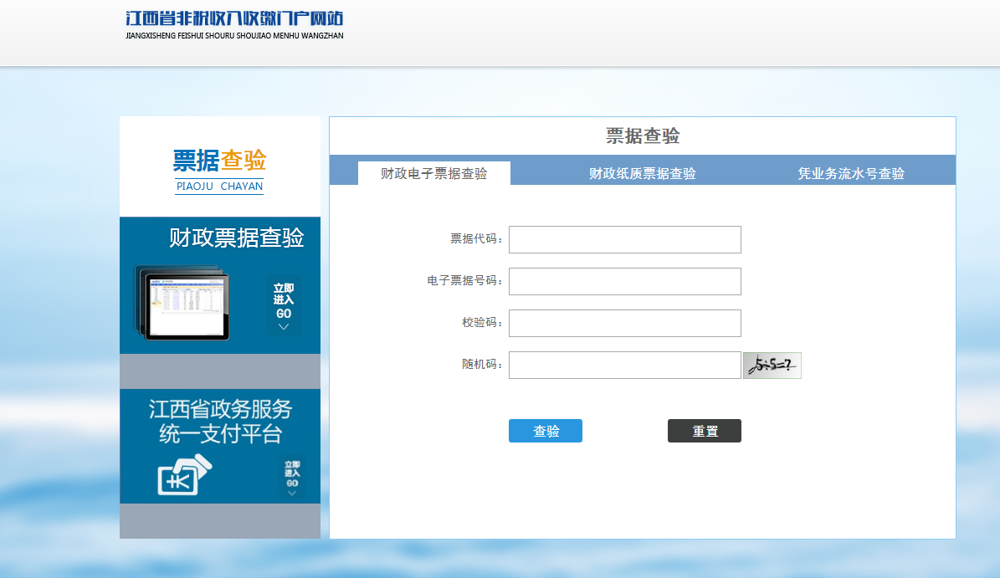 江西省非税收入收缴门户网站
JIANGXISHENG FEISHUI SHOURU SHOUJIAO MENHU WANGZHAN
票据查验
PIAOJU CHAYAN
财政票据查验
立即
进入
GO
江西省政务服务
统一支付平台
立即
进入
GO
票据查验
财政电子票据查验
财政纸质票据查验
凭业务流水号查验
票据代码：
电子票据号码：
校验码：
随机码：
5÷5=?
查验
重置